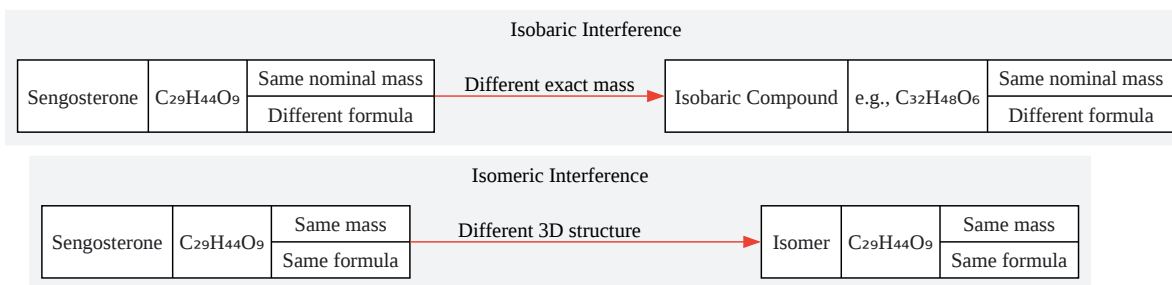 Isobaric Interference
Sengosterone
C₂₉H₄₄O₉
Same nominal mass
Different formula
Different exact mass
Isobaric Compound
e.g., C₃₂H₄₈O₆
Same nominal mass
Different formula
Isomeric Interference
Sengosterone
C₂₉H₄₄O₉
Same mass
Same formula
Different 3D structure
Isomer
C₂₉H₄₄O₉
Same mass
Same formula